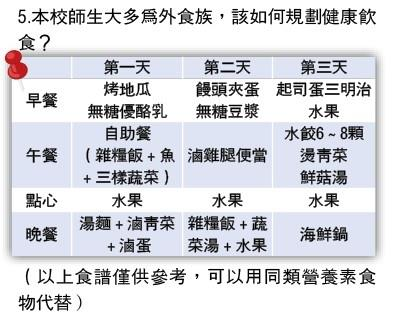 5.本校師生大多爲外食族，該如何規劃健康飲
食？
第一天 第二天 第三天
早餐 烤地瓜 無糖優酪乳 饅頭夾蛋 無糖豆漿 起司蛋三明治 水果
午餐 自助餐 （雜糧飯+魚 +三樣蔬菜） 滷雞腿便當 水餃6～8顆 燙青菜 鮮菇湯
點心 水果 水果 水果
晚餐 湯麵+滷青菜 +滷蛋 雜糧飯+蔬 菜湯+水果 海鮮鍋
（以上食譜僅供參考，可以用同類營養素食
物代替）